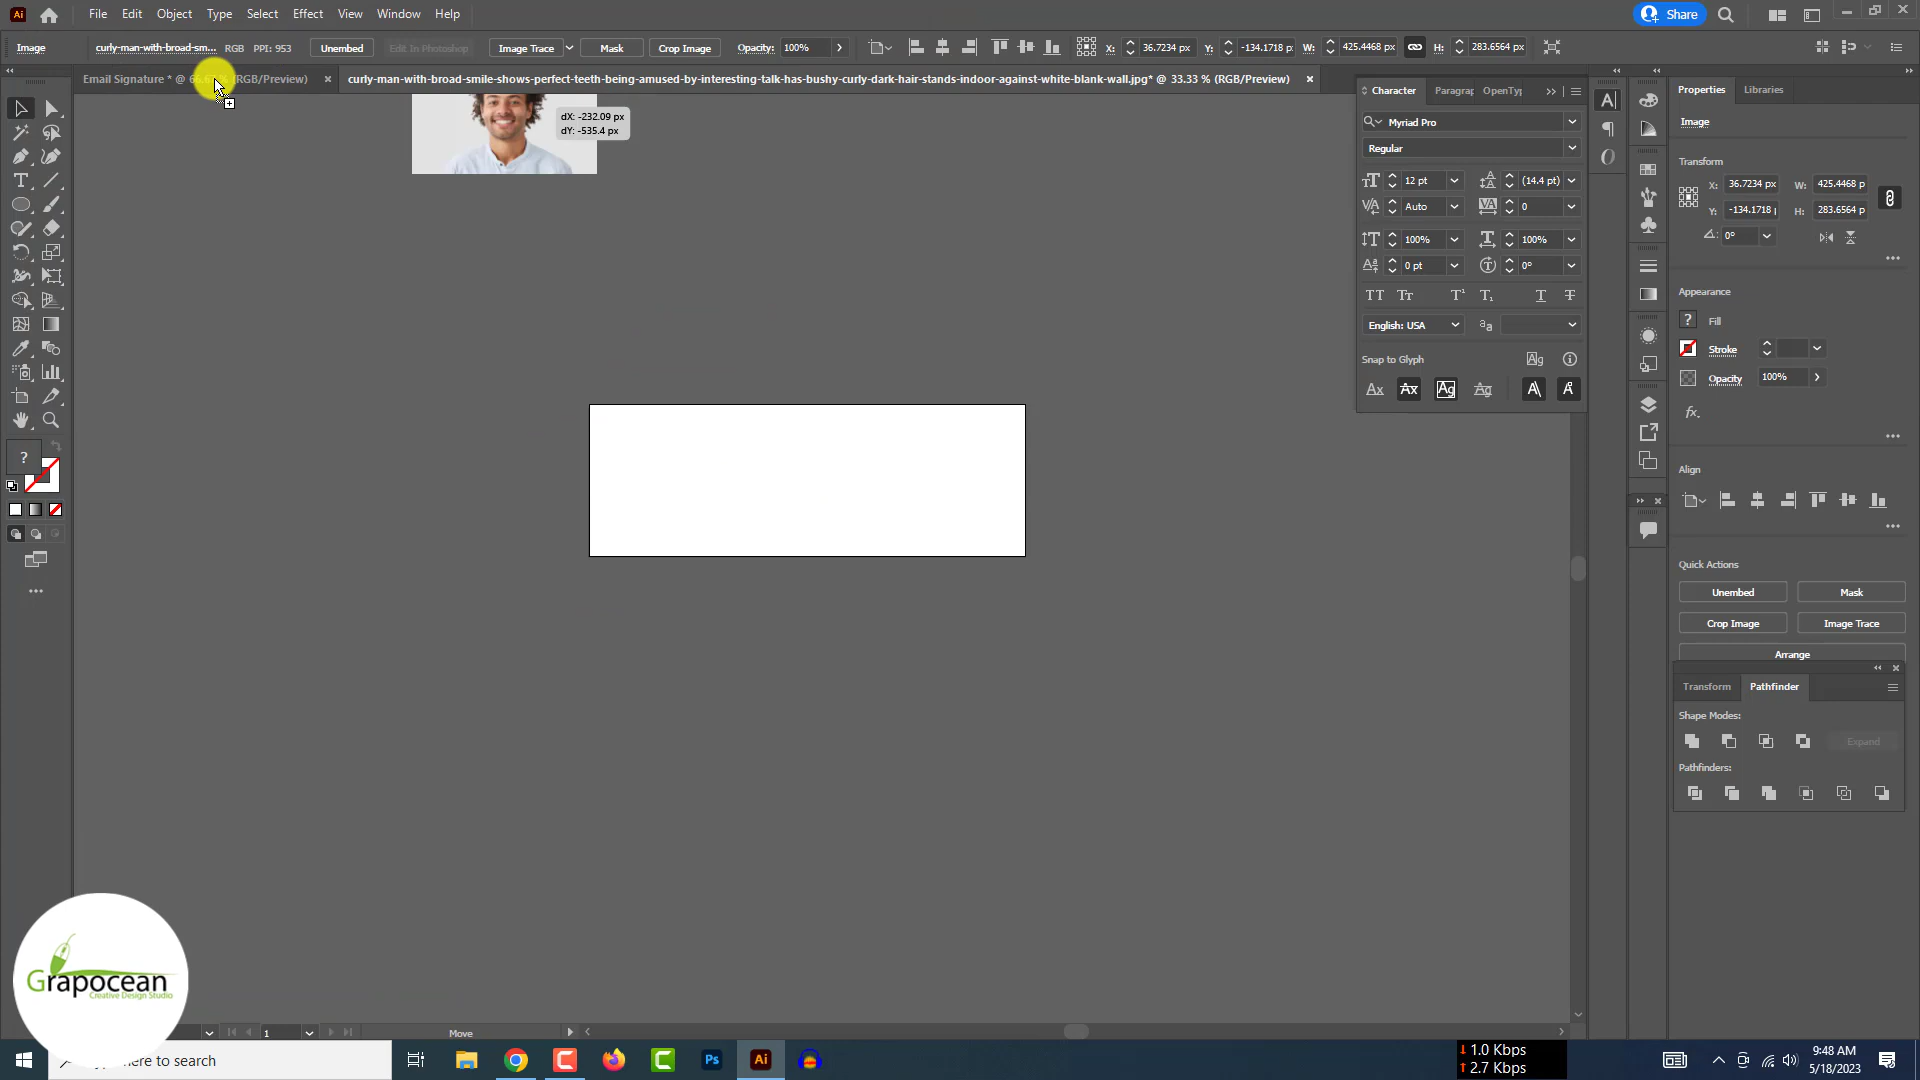 Ai File Edit Object Type Select Effect View Window Help Share
Image curly-man-with-broad-sm... RGB PPI: 953 Unembed Edit In Photoshop Image Trace Mask Crop Image Opacity: 100% X: 36.7234 px Y: -134.1718 p W: 425.4468 px H: 283.6564 px
Email Signature * @ 66.67 % (RGB/Preview) × curly-man-with-broad-smile-shows-perfect-teeth-being-amused-by-interesting-talk-has-bushy-curly-dark-hair-stands-indoor-against-white-blank-wall.jpg* @ 33.33 % (RGB/Preview) ×
dX: -232.09 px
dY: -535.4 px
Character Paragrap OpenTyp
Myriad Pro
Regular
12 pt (14.4 pt)
Auto 0
100% 100%
0 pt 0°
English: USA
Snap to Glyph
Properties Libraries
Image
Transform
X: 36.7234 px W: 425.4468 p
Y: -134.1718 p H: 283.6564 p
0°
Appearance
Fill
Stroke
Opacity 100%
fx.
Align
Quick Actions
Unembed Mask
Crop Image Image Trace
Arrange
Transform Pathfinder
Shape Modes:
Expand
Pathfinders:
Grapocean
Creative Design Studio
1 Move
here to search
Ps Ai
1.0 Kbps
2.7 Kbps
9:48 AM
5/18/2023